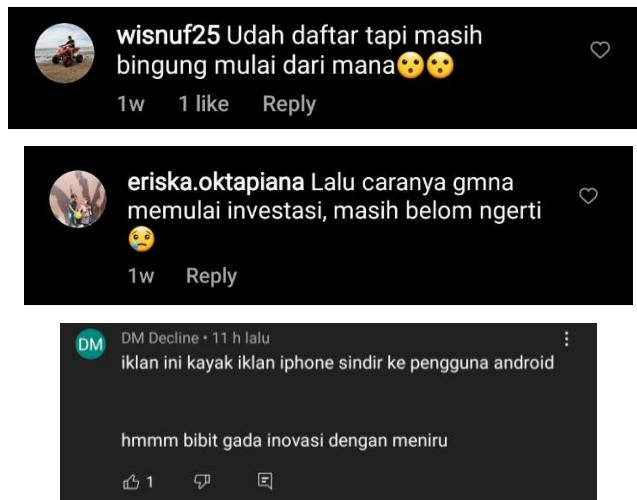 wisnuf25 Udah daftar tapi masih
bingung mulai dari mana😯😯
1w 1 like Reply
eriska.oktapiana Lalu caranya gmna
memulai investasi, masih belom ngerti
😢
1w Reply
DM
DM Decline • 11 h lalu
iklan ini kayak iklan iphone sindir ke pengguna android
hmmm bibit gada inovasi dengan meniru
1